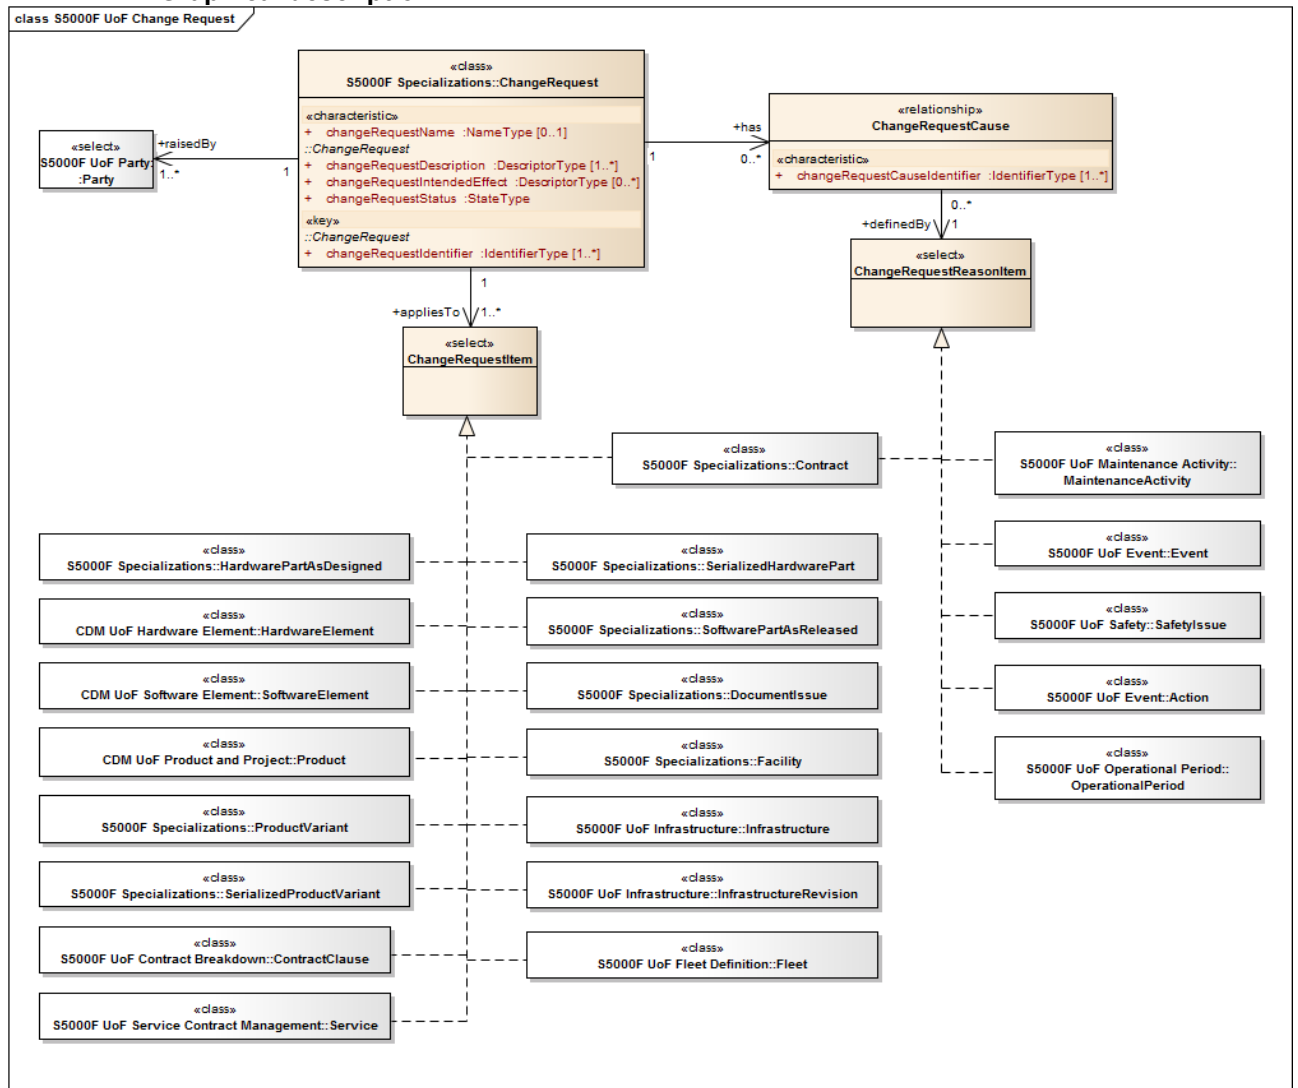 class S5000F UoF Change Request
«class»
S5000F Specializations::ChangeRequest
«characteristic»
+ changeRequestName :NameType [0..1]
::ChangeRequest
+ changeRequestDescription :DescriptorType [1..*]
+ changeRequestIntendedEffect :DescriptorType [0..*]
+ changeRequestStatus :StateType
«key»
::ChangeRequest
+ changeRequestIdentifier :IdentifierType [1..*]
«select»
S5000F UoF Party:
:Party
+raisedBy
1..*
1
1
+has
0..*
«relationship»
ChangeRequestCause
«characteristic»
+ changeRequestCauseIdentifier :IdentifierType [1..*]
0..*
+definedBy
1
«select»
ChangeRequestReasonItem
1
+appliesTo
1..*
«select»
ChangeRequestItem
«class»
S5000F Specializations::Contract
«class»
S5000F UoF Maintenance Activity::
MaintenanceActivity
«class»
S5000F UoF Event::Event
«class»
S5000F UoF Safety::SafetyIssue
«class»
S5000F UoF Event::Action
«class»
S5000F UoF Operational Period::
OperationalPeriod
«class»
S5000F Specializations::HardwarePartAsDesigned
«class»
S5000F Specializations::SerializedHardwarePart
«class»
CDM UoF Hardware Element::HardwareElement
«class»
S5000F Specializations::SoftwarePartAsReleased
«class»
CDM UoF Software Element::SoftwareElement
«class»
S5000F Specializations::DocumentIssue
«class»
CDM UoF Product and Project::Product
«class»
S5000F Specializations::Facility
«class»
S5000F Specializations::ProductVariant
«class»
S5000F UoF Infrastructure::Infrastructure
«class»
S5000F Specializations::SerializedProductVariant
«class»
S5000F UoF Infrastructure::InfrastructureRevision
«class»
S5000F UoF Contract Breakdown::ContractClause
«class»
S5000F UoF Fleet Definition::Fleet
«class»
S5000F UoF Service Contract Management::Service